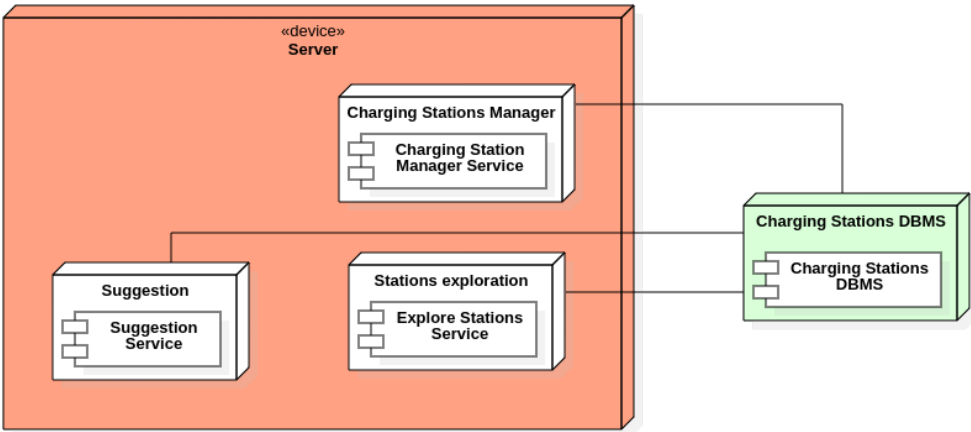 «device»
Server
Charging Stations Manager
Charging Station
Manager Service
Charging Stations DBMS
Charging Stations
DBMS
Suggestion
Suggestion
Service
Stations exploration
Explore Stations
Service